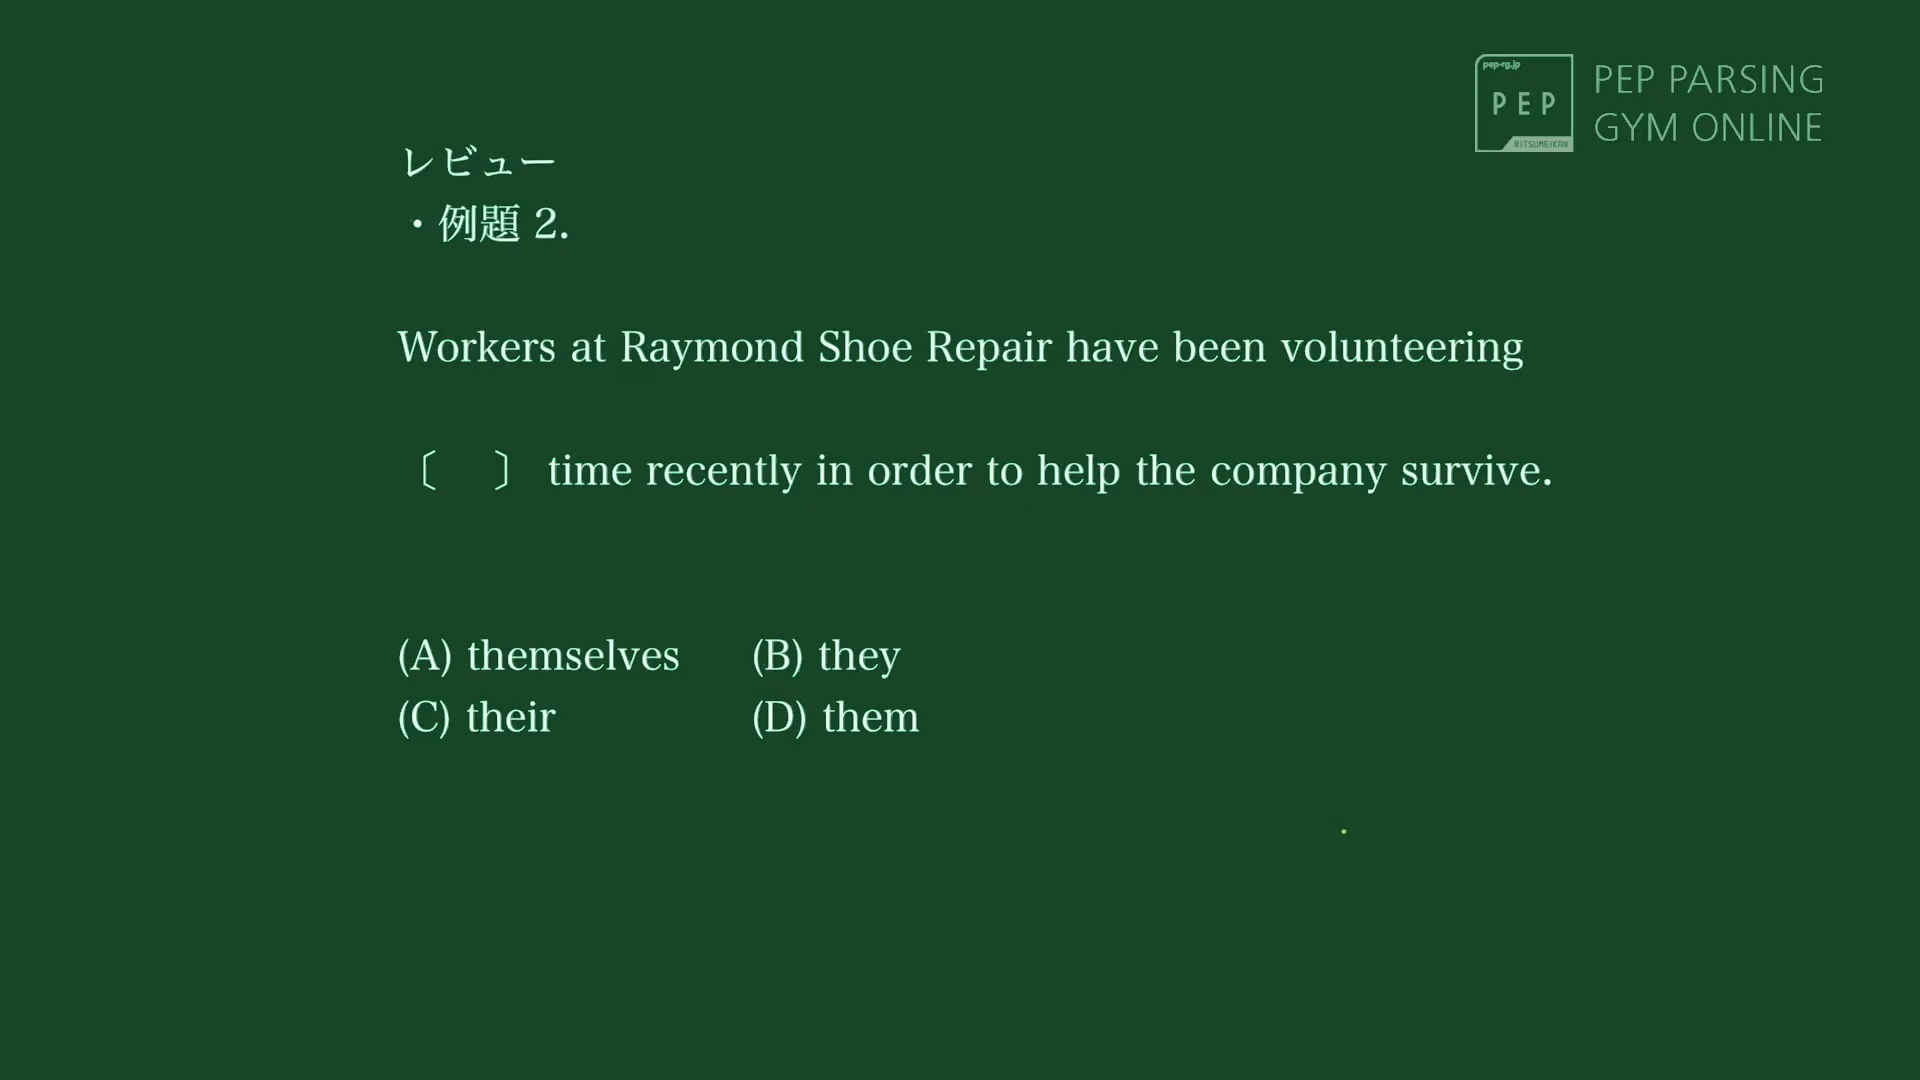 pep-rg.jp
PEP
RITSUMEIKAN
PEP PARSING
GYM ONLINE
レビュー
・例題 2.
Workers at Raymond Shoe Repair have been volunteering
〔 〕 time recently in order to help the company survive.
(A) themselves (B) they
(C) their (D) them